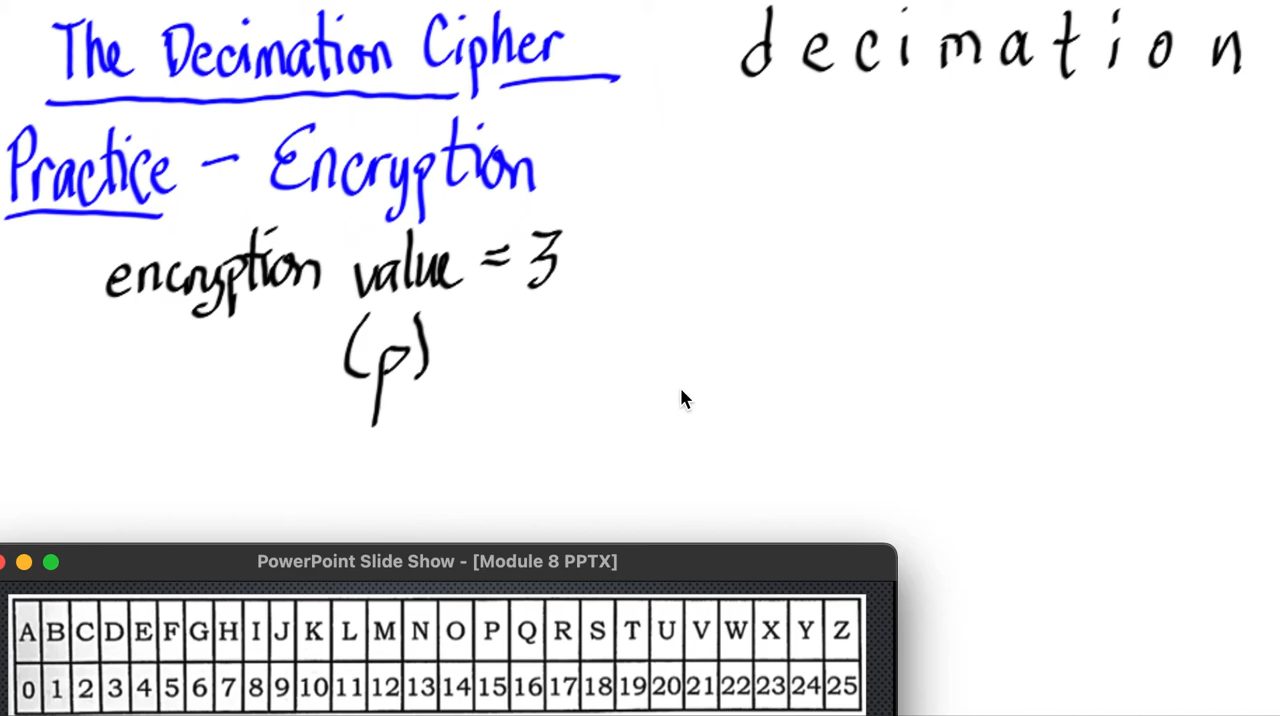 The Decimation Cipher
decimation
Practice - Encryption
encryption value = 3
(p)
PowerPoint Slide Show - [Module 8 PPTX]
A B C D E F G H I J K L M N O P Q R S T U V W X Y Z
0 1 2 3 4 5 6 7 8 9 10 11 12 13 14 15 16 17 18 19 20 21 22 23 24 25